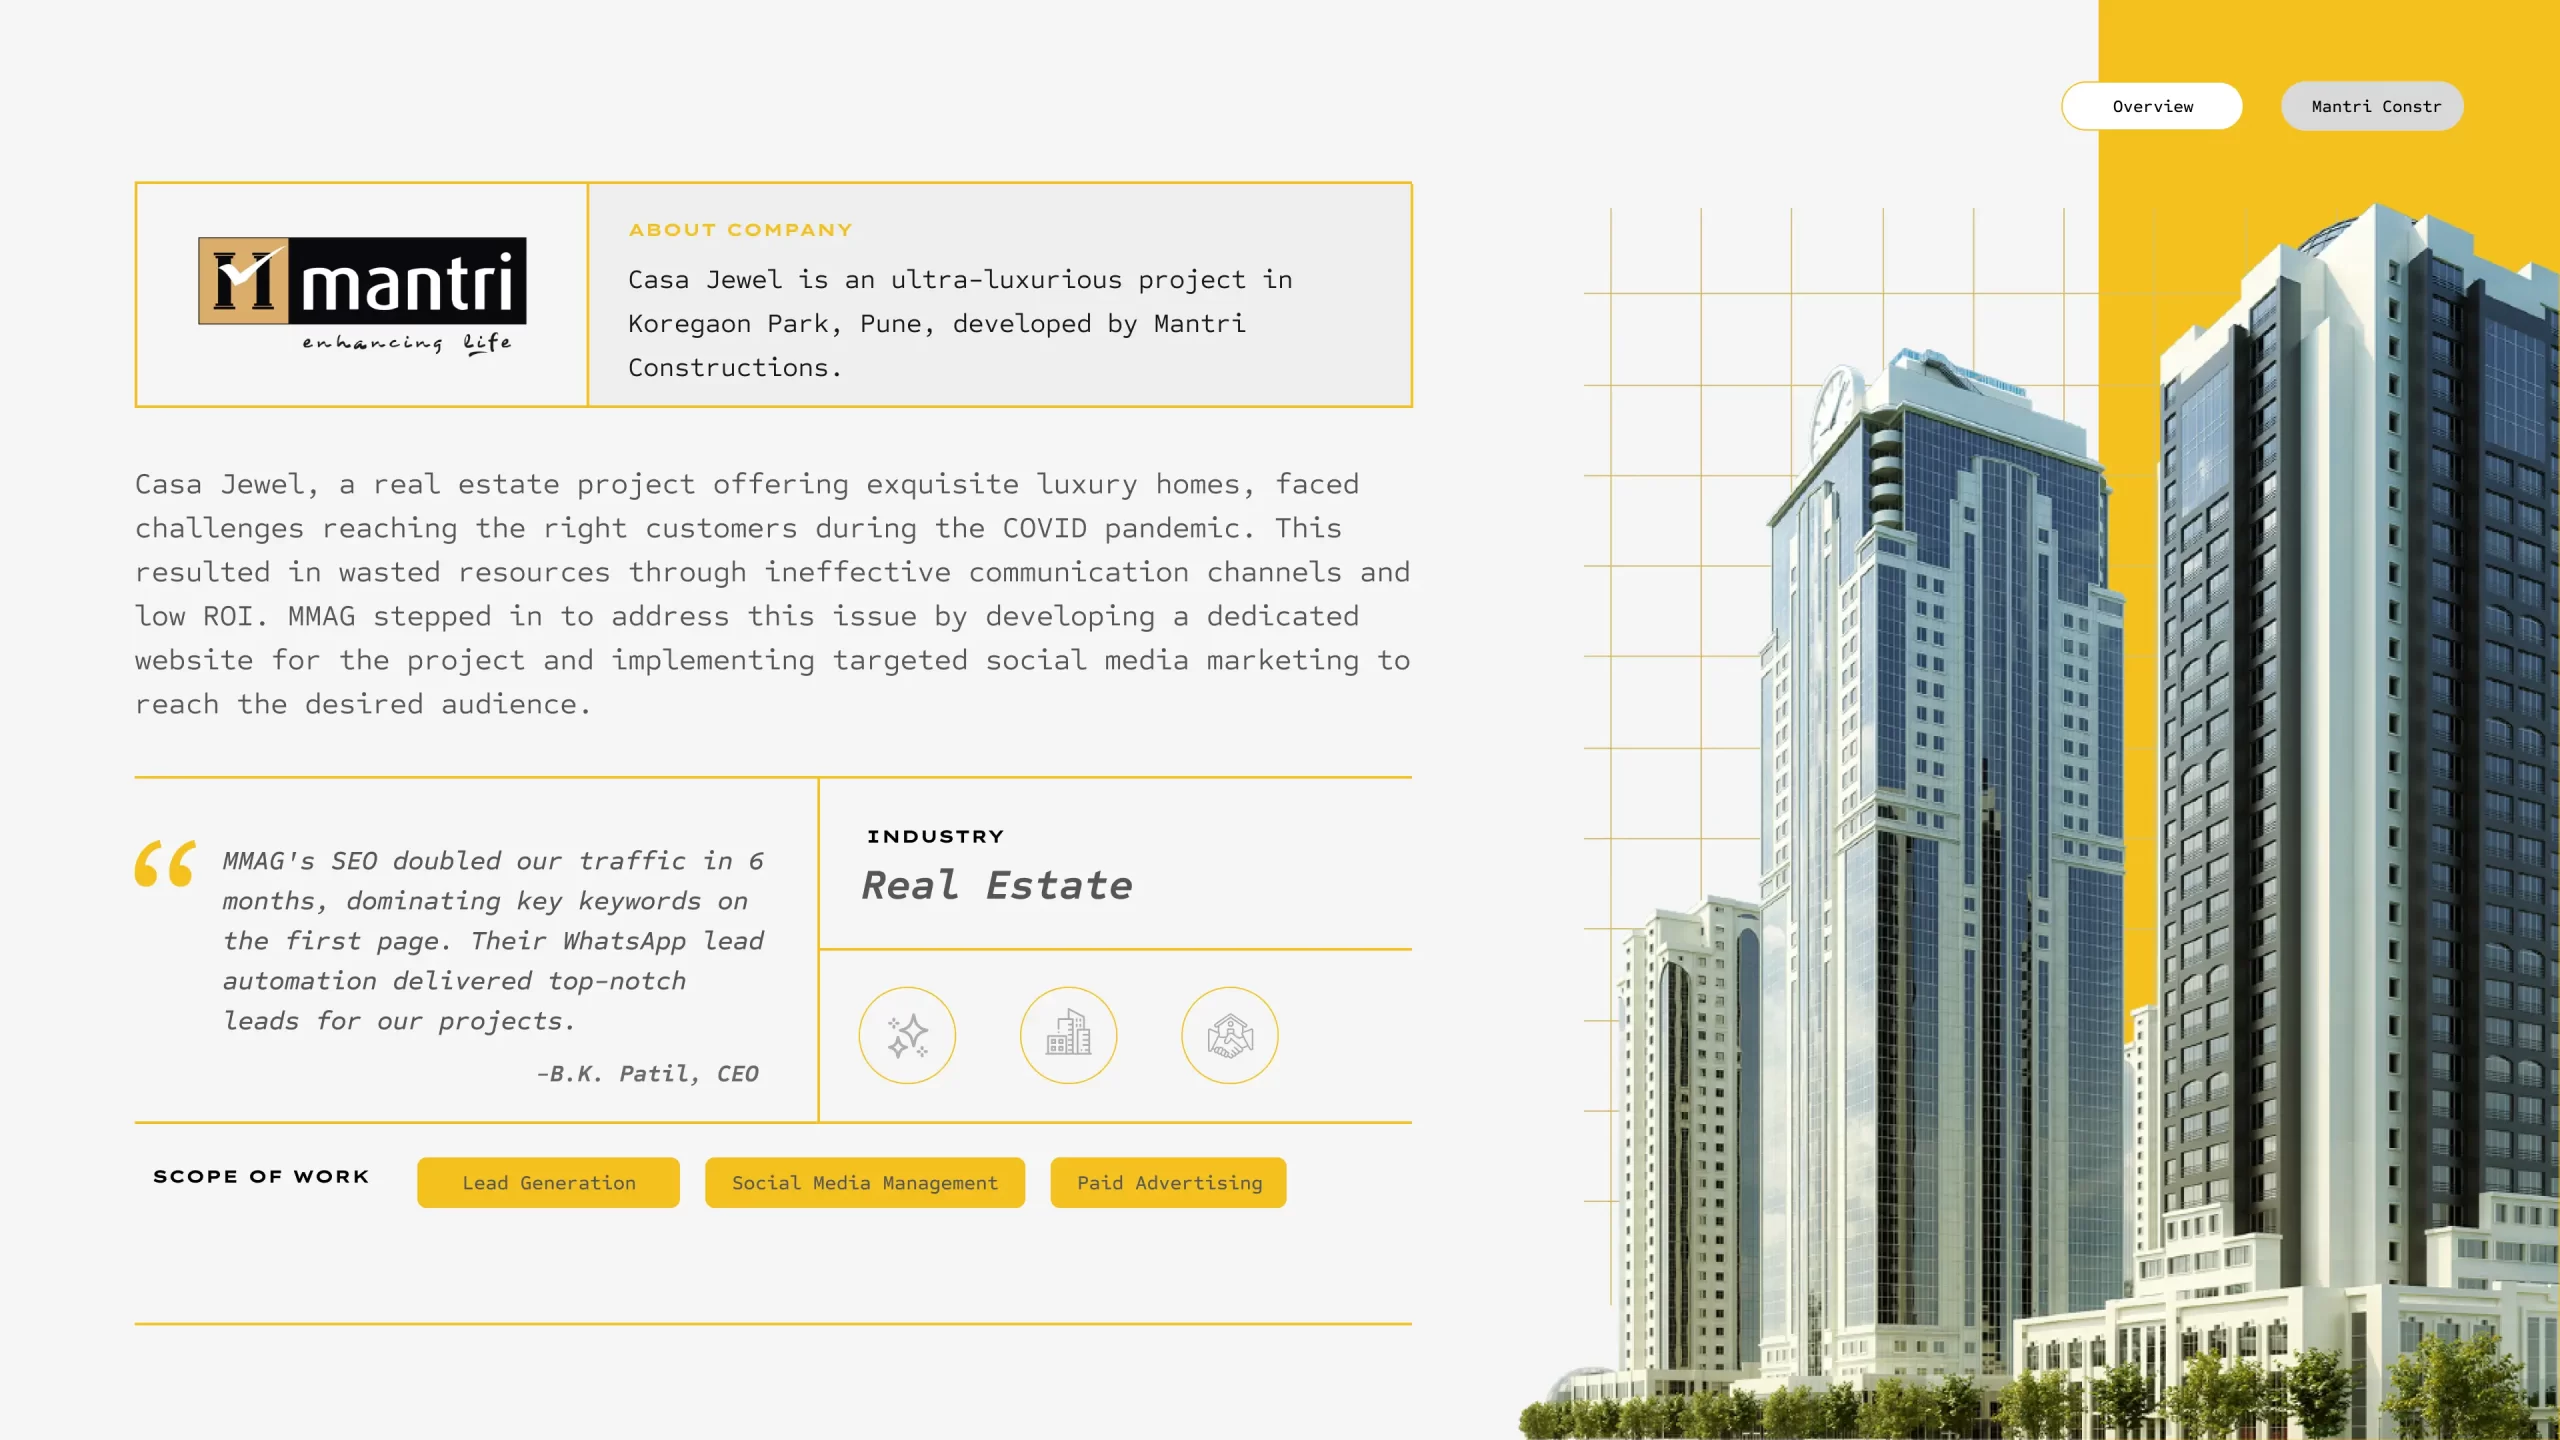 Overview
Mantri Constr
mantri
enhancing life
ABOUT COMPANY
Casa Jewel is an ultra-luxurious project in
Koregaon Park, Pune, developed by Mantri
Constructions.
Casa Jewel, a real estate project offering exquisite luxury homes, faced
challenges reaching the right customers during the COVID pandemic. This
resulted in wasted resources through ineffective communication channels and
low ROI. MMAG stepped in to address this issue by developing a dedicated
website for the project and implementing targeted social media marketing to
reach the desired audience.
“ MMAG's SEO doubled our traffic in 6
months, dominating key keywords on
the first page. Their WhatsApp lead
automation delivered top-notch
leads for our projects.
-B.K. Patil, CEO
INDUSTRY
Real Estate
SCOPE OF WORK
Lead Generation
Social Media Management
Paid Advertising